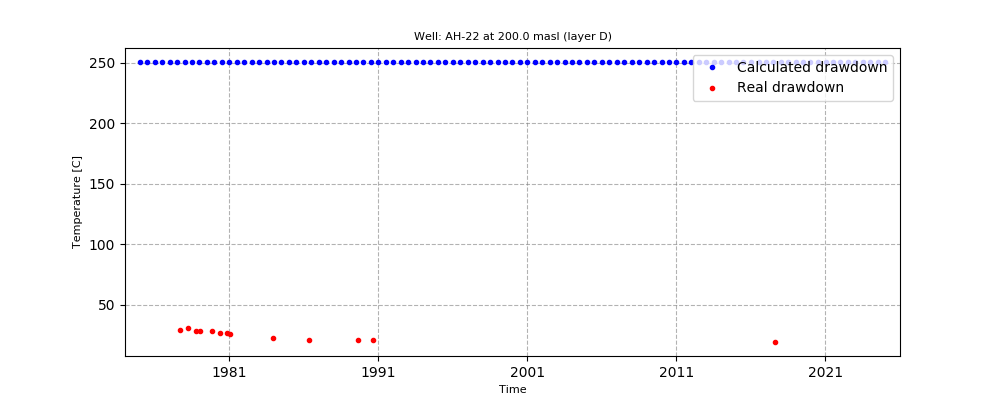 Well: AH-22 at 200.0 masl (layer D)
Calculated drawdown
Real drawdown
Temperature [C]
250
200
150
100
50
1981
1991
2001
2011
2021
Time